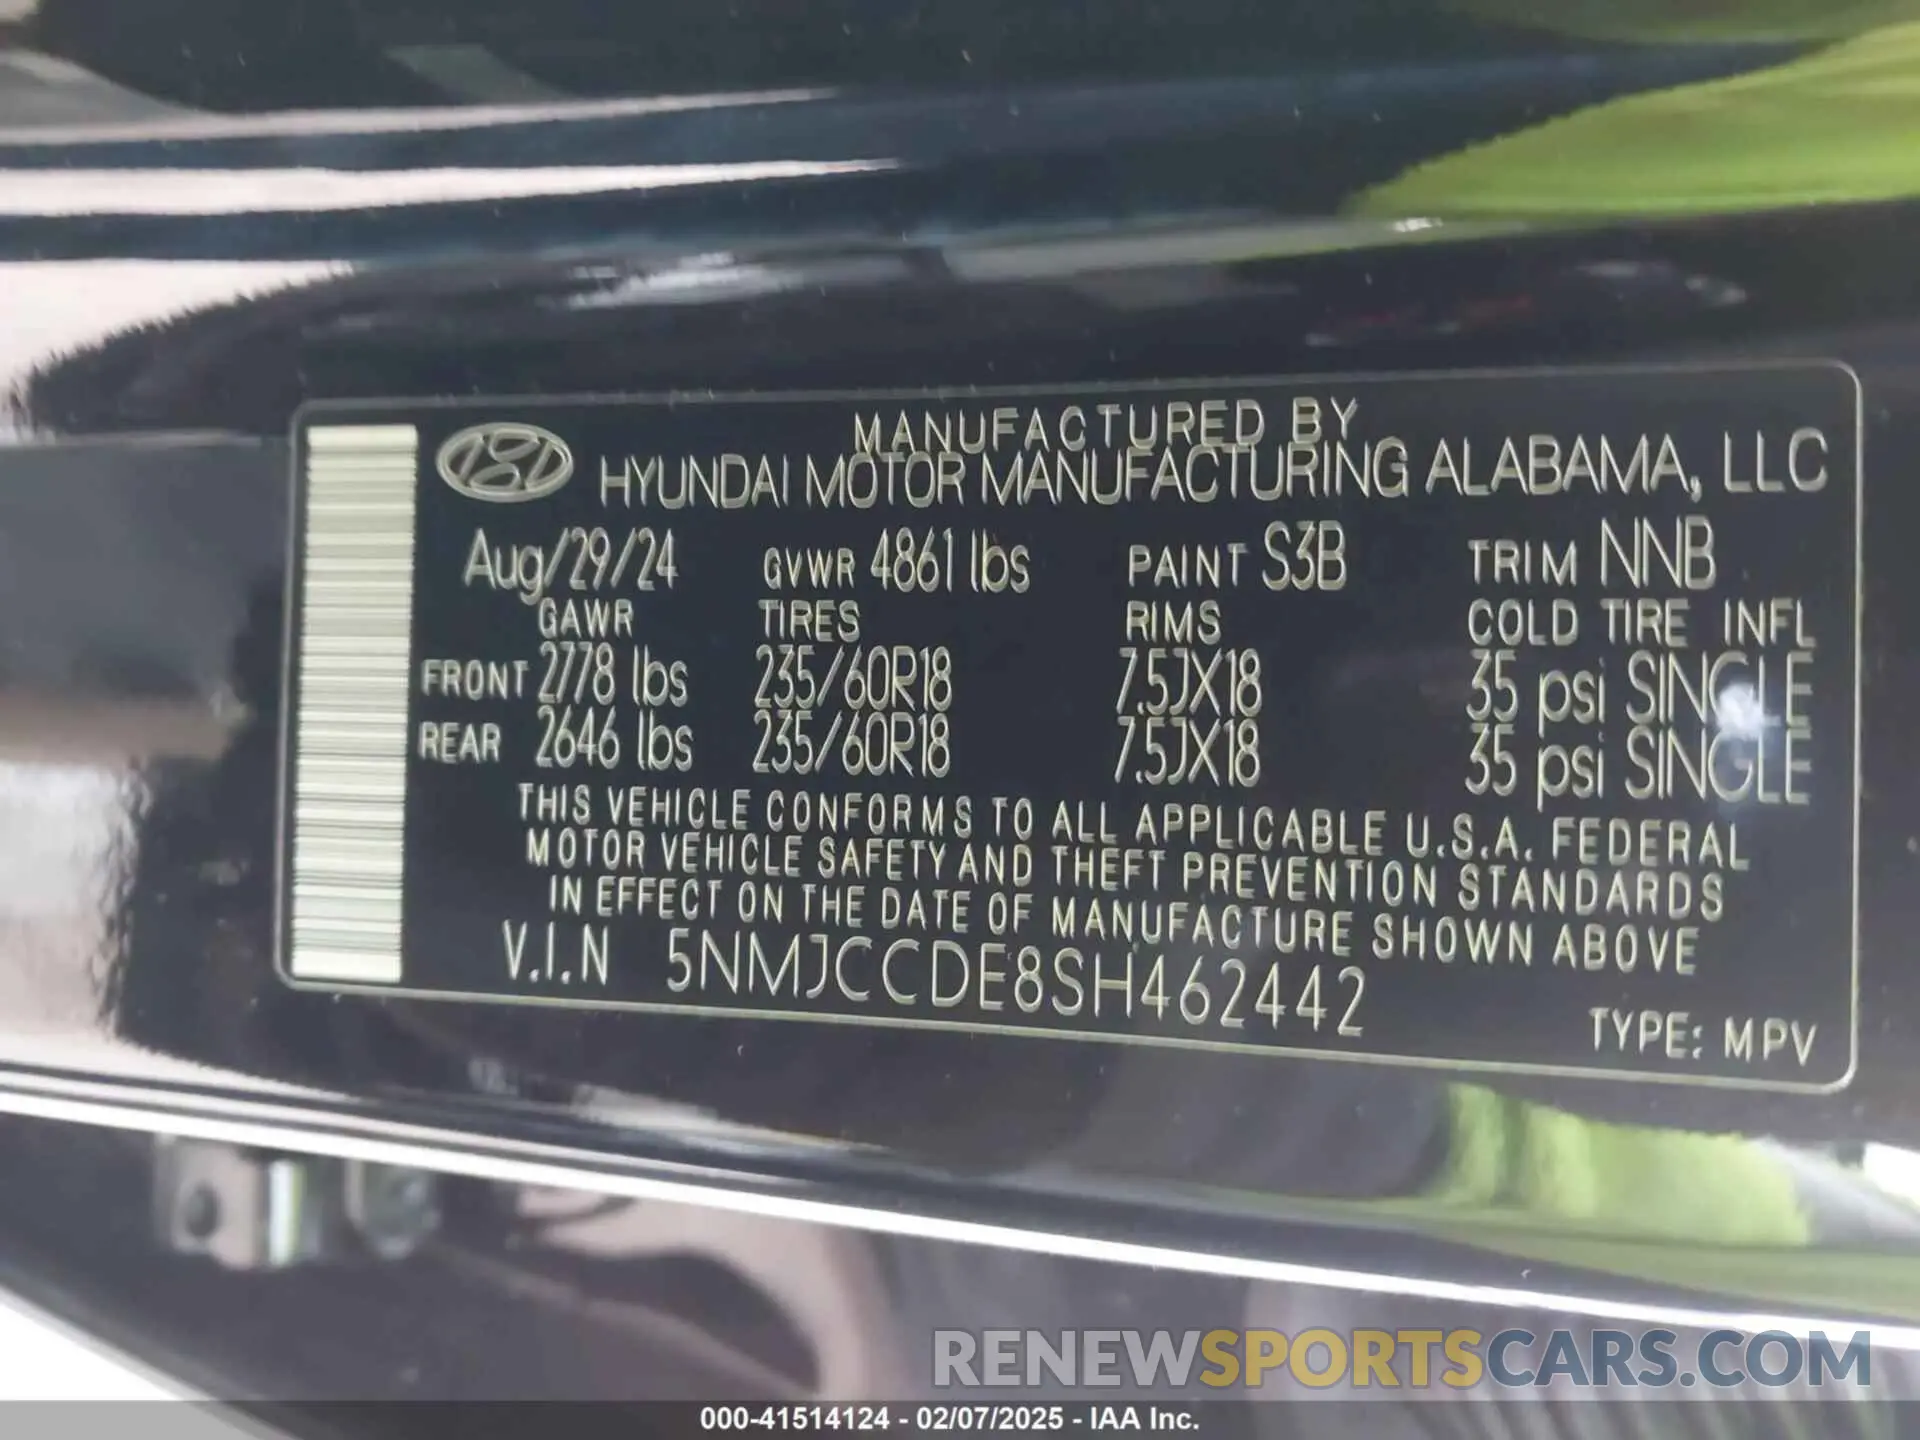 MANUFACTURED BY
HYUNDAI MOTOR MANUFACTURING ALABAMA, LLC
Aug/29/24 GVWR 4861 lbs PAINT S3B TRIM NNB
GAWR TIRES RIMS COLD TIRE INFL
FRONT 2778 lbs 235/60R18 7.5JX18 35 psi SINGLE
REAR 2646 lbs 235/60R18 7.5JX18 35 psi SINGLE
THIS VEHICLE CONFORMS TO ALL APPLICABLE U.S.A. FEDERAL
MOTOR VEHICLE SAFETY AND THEFT PREVENTION STANDARDS
IN EFFECT ON THE DATE OF MANUFACTURE SHOWN ABOVE
V.I.N 5NMJCCDE8SH462442
TYPE: MPV
RENEWSPORTSCARS.COM
000-41514124 - 02/07/2025 - IAA Inc.